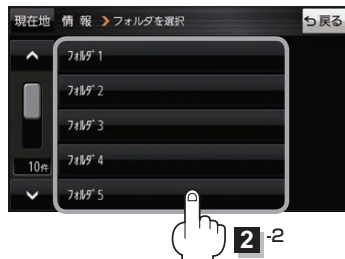 現在地 情 報 フォルダを選択 戻る
ﾌｫﾙﾀﾞ 1
ﾌｫﾙﾀﾞ 2
ﾌｫﾙﾀﾞ 3
ﾌｫﾙﾀﾞ 4
10件
ﾌｫﾙﾀﾞ 5
2 -2